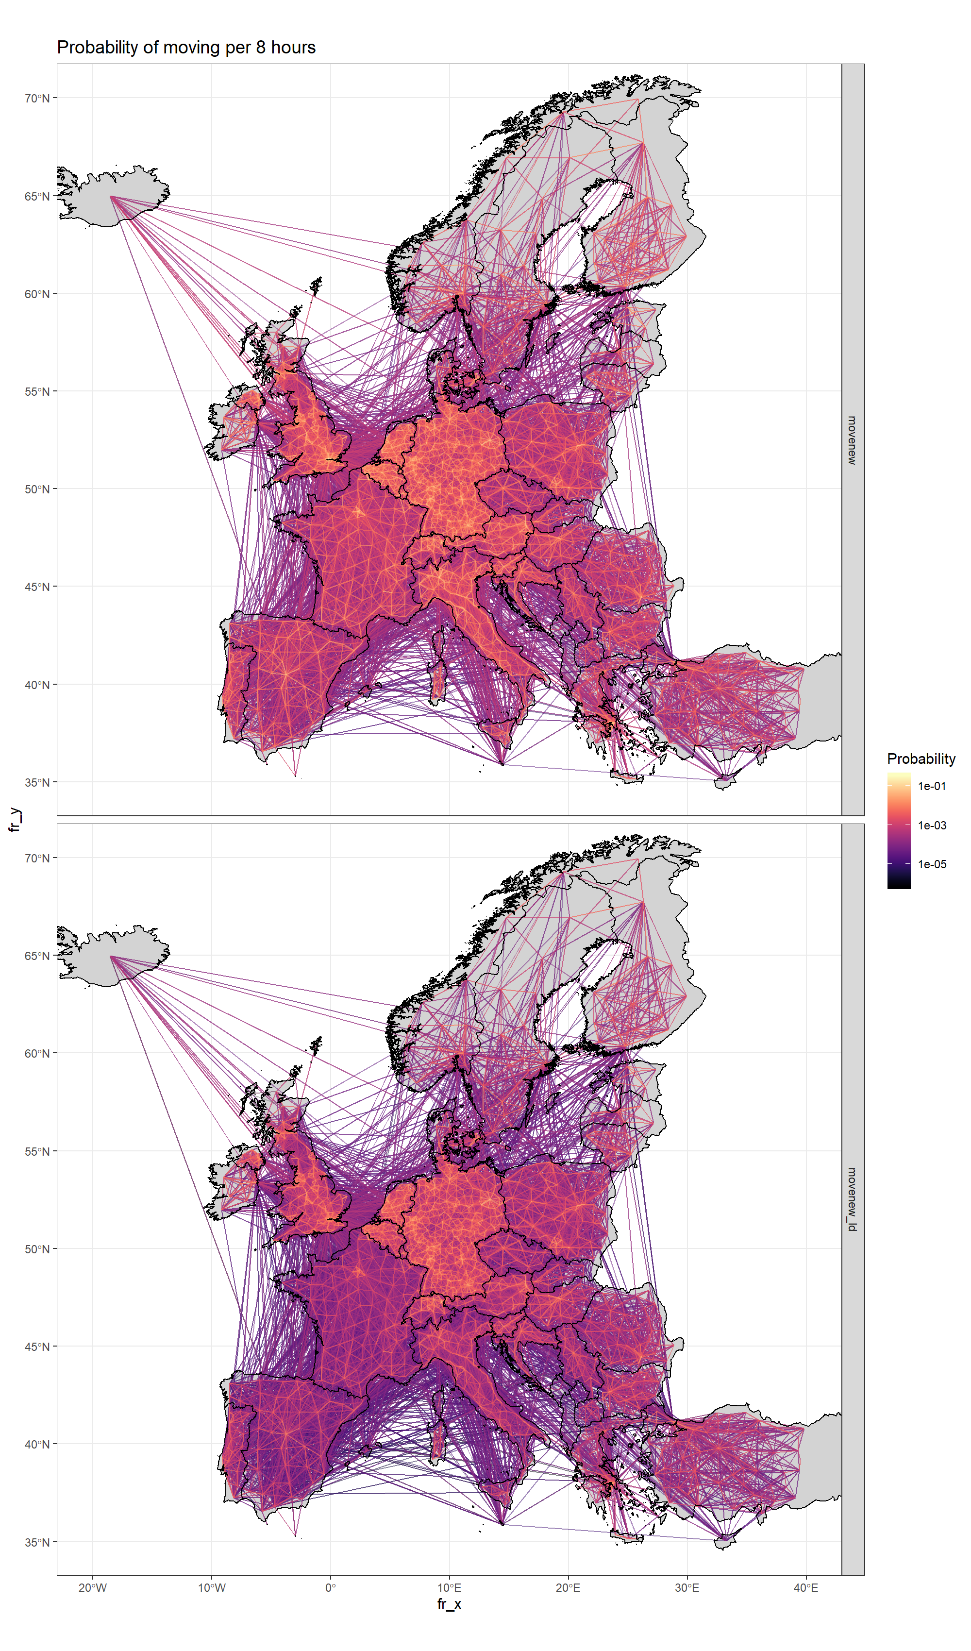 Probability of moving per 8 hours
70°N
65°N
60°N
55°N
50°N
45°N
40°N
35°N
movenew
fr_y
Probability
1e-01
1e-03
1e-05
70°N
65°N
60°N
55°N
50°N
45°N
40°N
35°N
movenew_ld
20°W
10°W
0°
10°E
20°E
30°E
40°E
fr_x